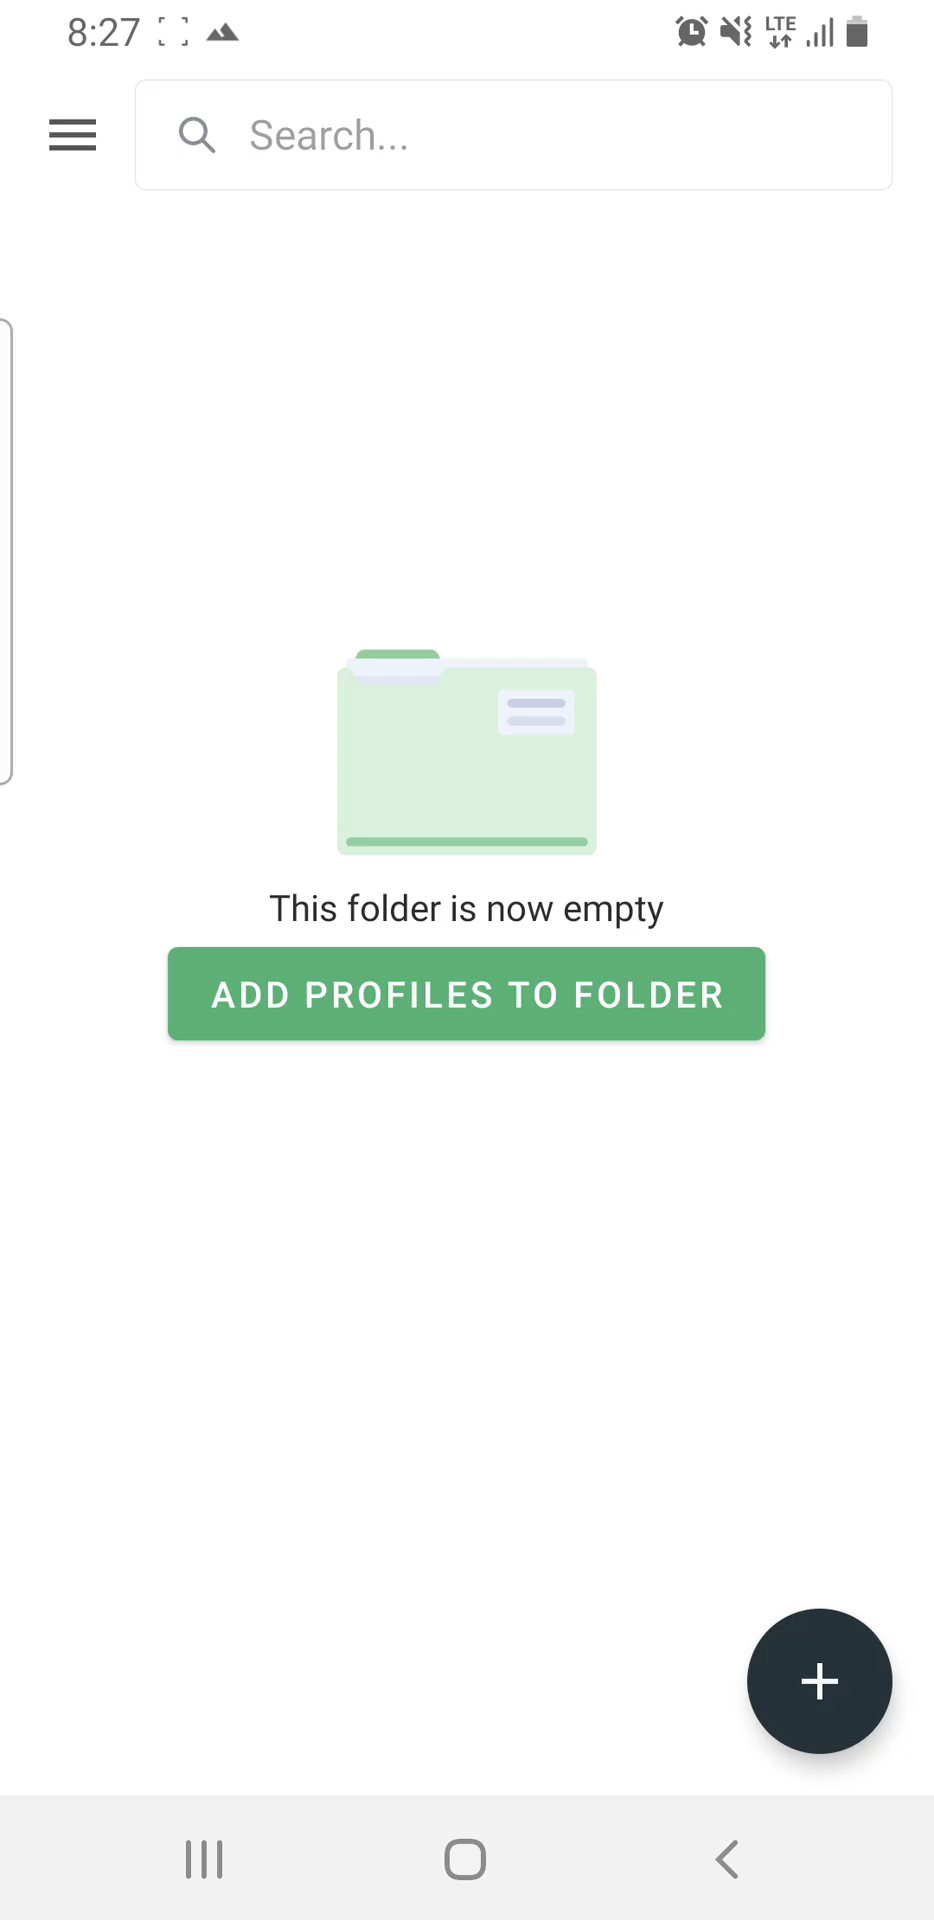 8:27
LTE
Search...
This folder is now empty
ADD PROFILES TO FOLDER